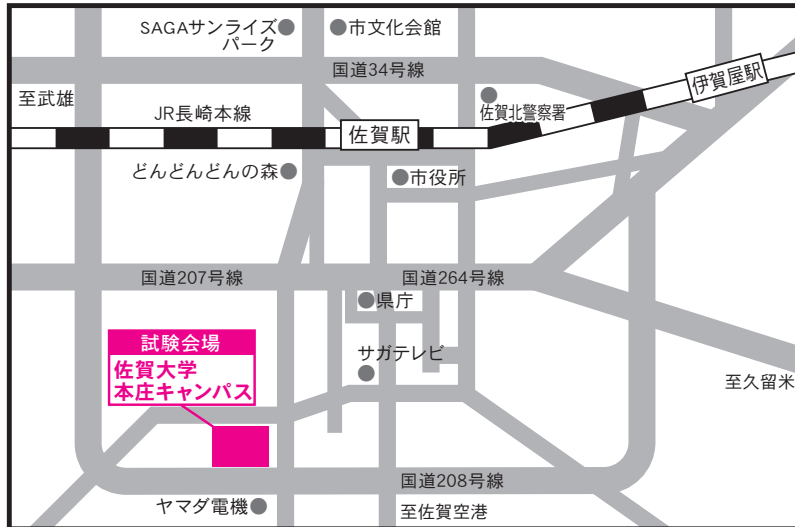 SAGAサンライズ
パーク
市文化会館
国道34号線
伊賀屋駅
至武雄
佐賀北警察署
JR長崎本線
佐賀駅
どんどんどんの森
市役所
国道207号線
国道264号線
県庁
試験会場
佐賀大学
本庄キャンパス
サガテレビ
至久留米
国道208号線
ヤマダ電機
至佐賀空港